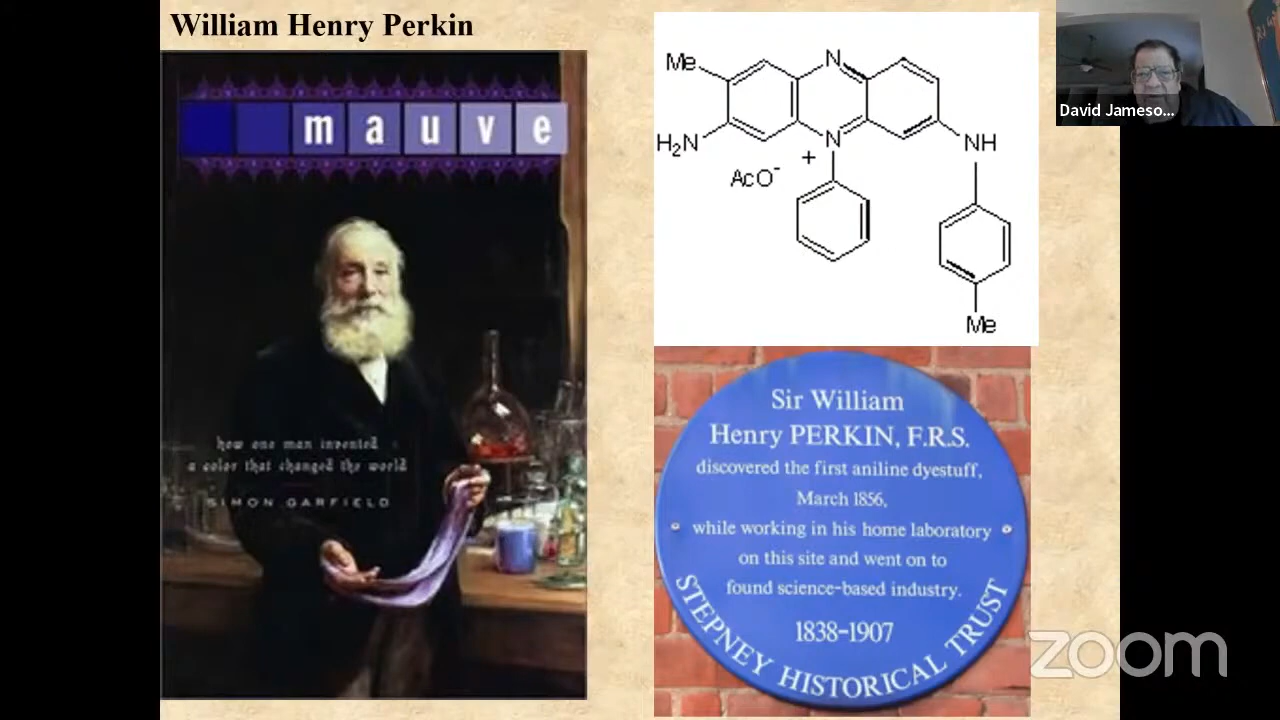 William Henry Perkin
mauve
how one man invented
a color that changed the world
SIMON GARFIELD
Me
N
H₂N
N
+
AcO⁻
NH
Me
Sir William
Henry PERKIN, F.R.S.
discovered the first aniline dyestuff,
March 1856,
while working in his home laboratory
on this site and went on to
found science-based industry.
1838-1907
STEPNEY HISTORICAL TRUST
David Jameso...
zoom